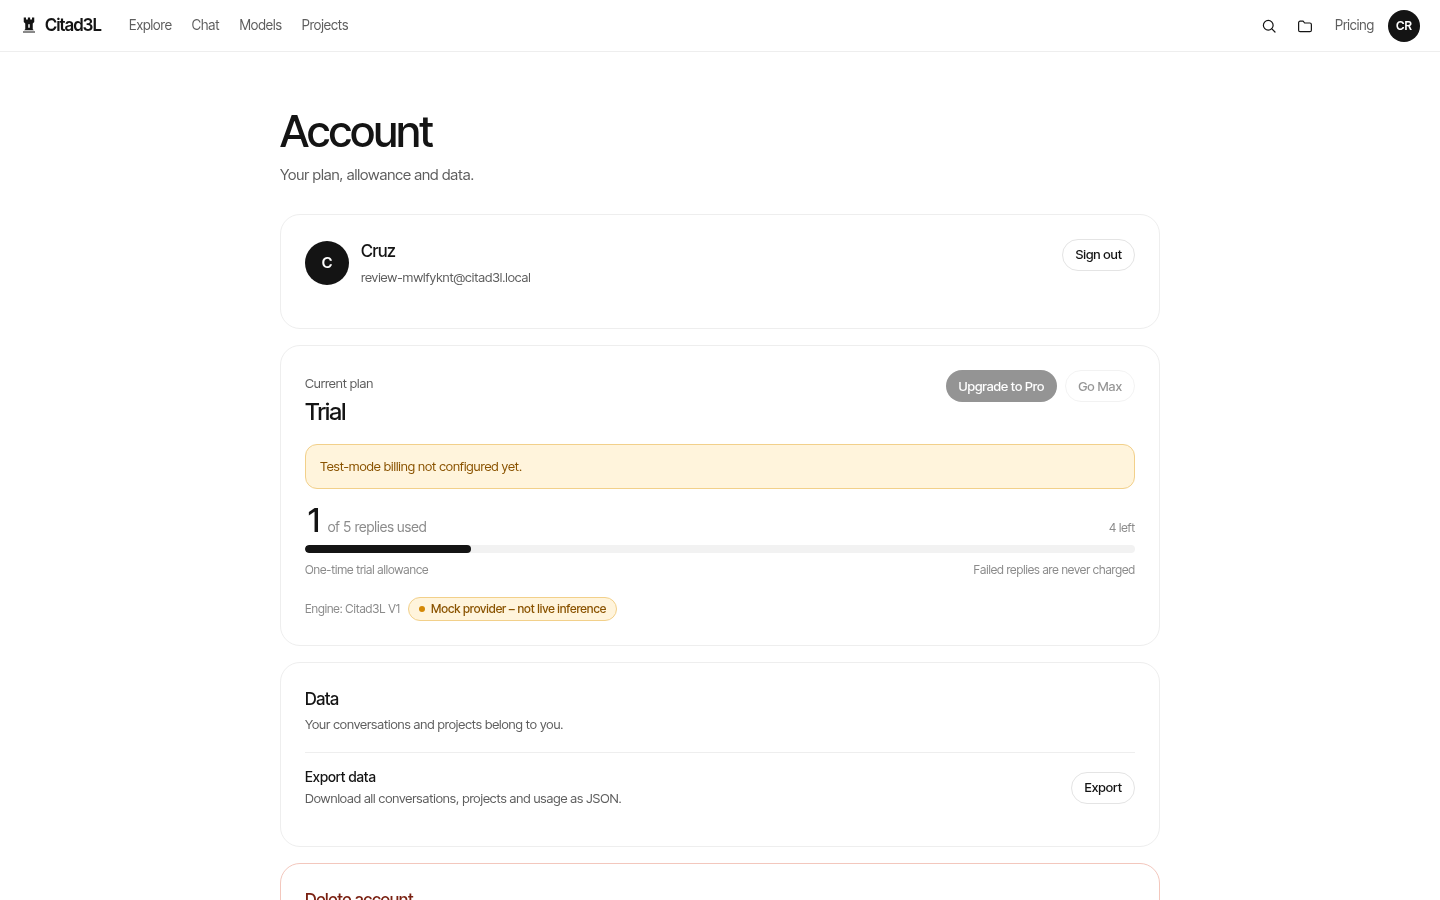 Citad3L Explore Chat Models Projects Pricing CR
Account
Your plan, allowance and data.
C Cruz Sign out
review-mwlfyknt@citad3l.local
Current plan Upgrade to Pro Go Max
Trial
Test-mode billing not configured yet.
1 of 5 replies used 4 left
One-time trial allowance Failed replies are never charged
Engine: Citad3L V1 Mock provider – not live inference
Data
Your conversations and projects belong to you.
Export data
Download all conversations, projects and usage as JSON. Export
Delete account